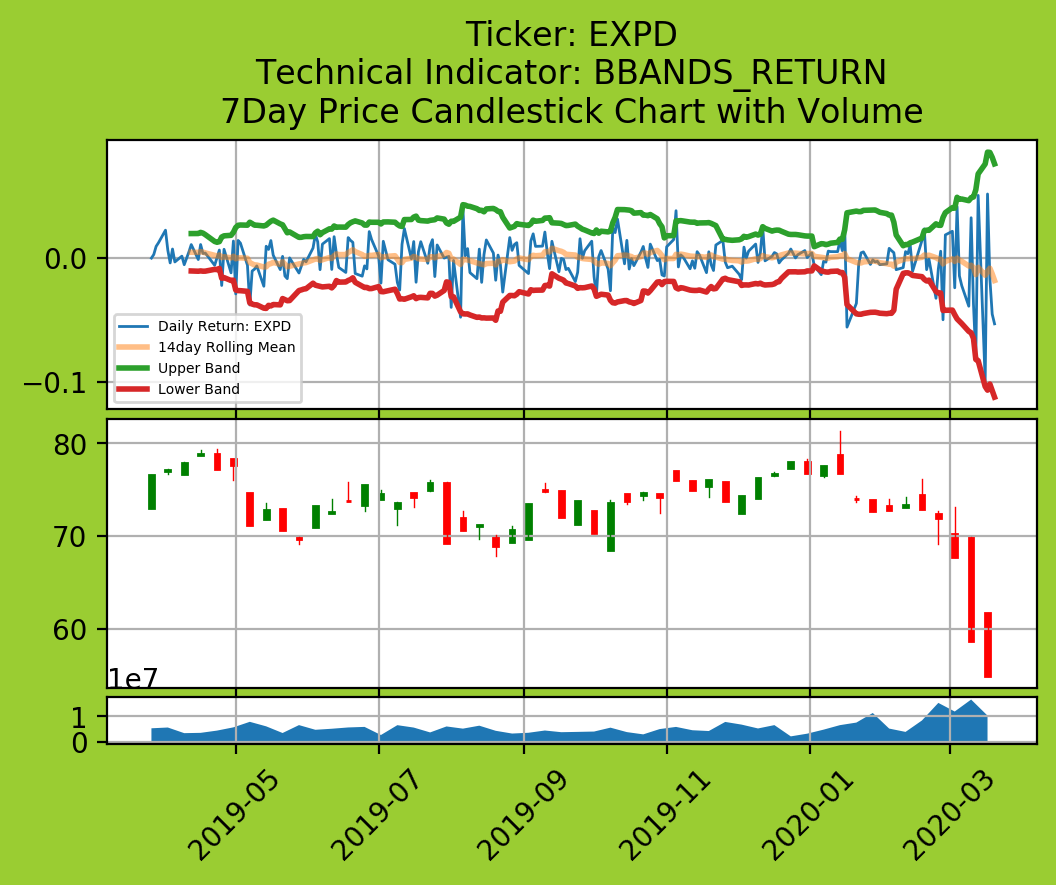 Ticker: EXPD
Technical Indicator: BBANDS_RETURN
7Day Price Candlestick Chart with Volume
0.0
−0.1
Daily Return: EXPD
14day Rolling Mean
Upper Band
Lower Band
80
70
60
1e7
1
0
2019-05
2019-07
2019-09
2019-11
2020-01
2020-03